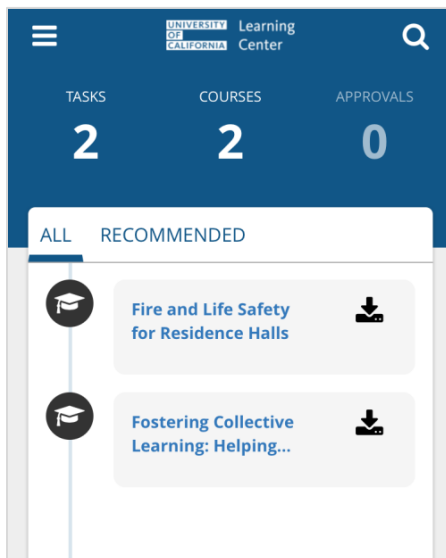 UNIVERSITY
OF
CALIFORNIA
Learning
Center
TASKS
2
COURSES
2
APPROVALS
0
ALL
RECOMMENDED
Fire and Life Safety
for Residence Halls
Fostering Collective
Learning: Helping...